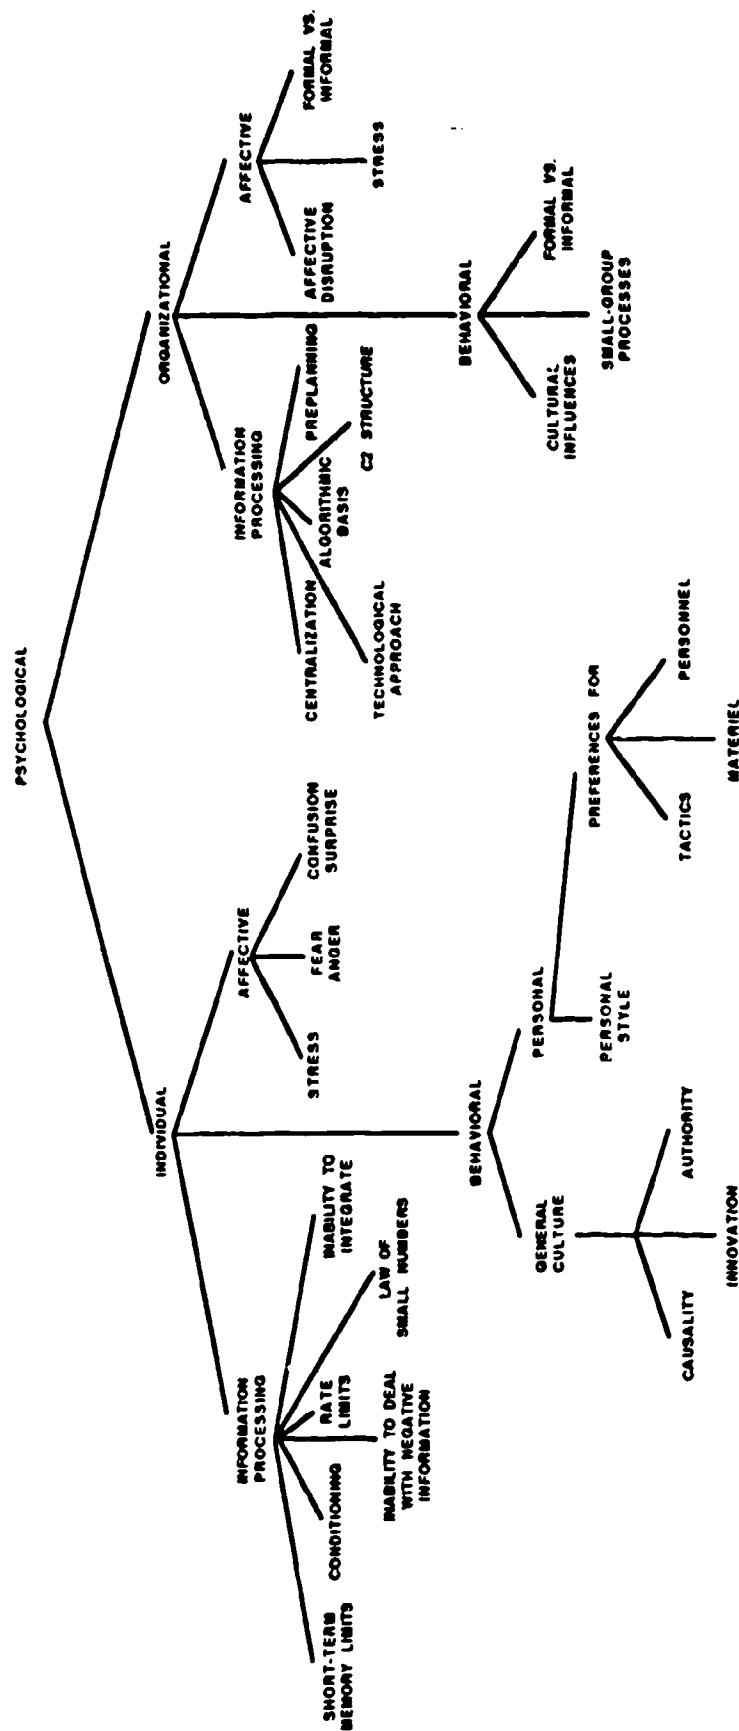 PSYCHOLOGICAL
INDIVIDUAL
ORGANIZATIONAL
INFORMATION
PROCESSING
AFFECTIVE
INFORMATION
PROCESSING
AFFECTIVE
SHORT-TERM
MEMORY LIMITS
CONDITIONING
RATE
LIMITS
INABILITY TO
INTEGRATE
INABILITY TO DEAL
WITH NEGATIVE
INFORMATION
LAW OF
SMALL NUMBERS
STRESS
FEAR
ANGER
CONFUSION
SURPRISE
CENTRALIZATION
ALGORITHMIC
BASIS
PREPLANNING
TECHNOLOGICAL
APPROACH
C2 STRUCTURE
AFFECTIVE
DISRUPTION
STRESS
FORMAL VS.
INFORMAL
BEHAVIORAL
BEHAVIORAL
GENERAL
CULTURE
PERSONAL
CULTURAL
INFLUENCES
SMALL-GROUP
PROCESSES
FORMAL VS.
INFORMAL
PERSONAL
STYLE
PREFERENCES FOR
CAUSALITY
INNOVATION
AUTHORITY
TACTICS
MATERIEL
PERSONNEL